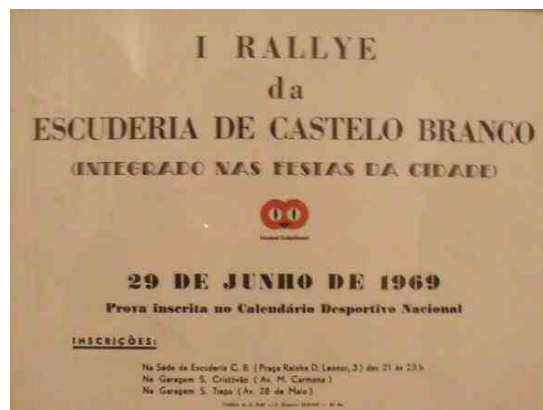 I RALLYE
da
ESCUDERIA DE CASTELO BRANCO
(INTEGRADO NAS FESTAS DA CIDADE)
29 DE JUNHO DE 1969
Prova inscrita no Calendário Desportivo Nacional
INSCRIÇÕES:
Na Sede da Escuderia C. B. (Praça Rainha D. Leonor, 3) das 21 às 23 h
Na Garagem S. Cristóvão (Av. M. Carmona)
Na Garagem S. Tiago (Av. 28 de Maio)